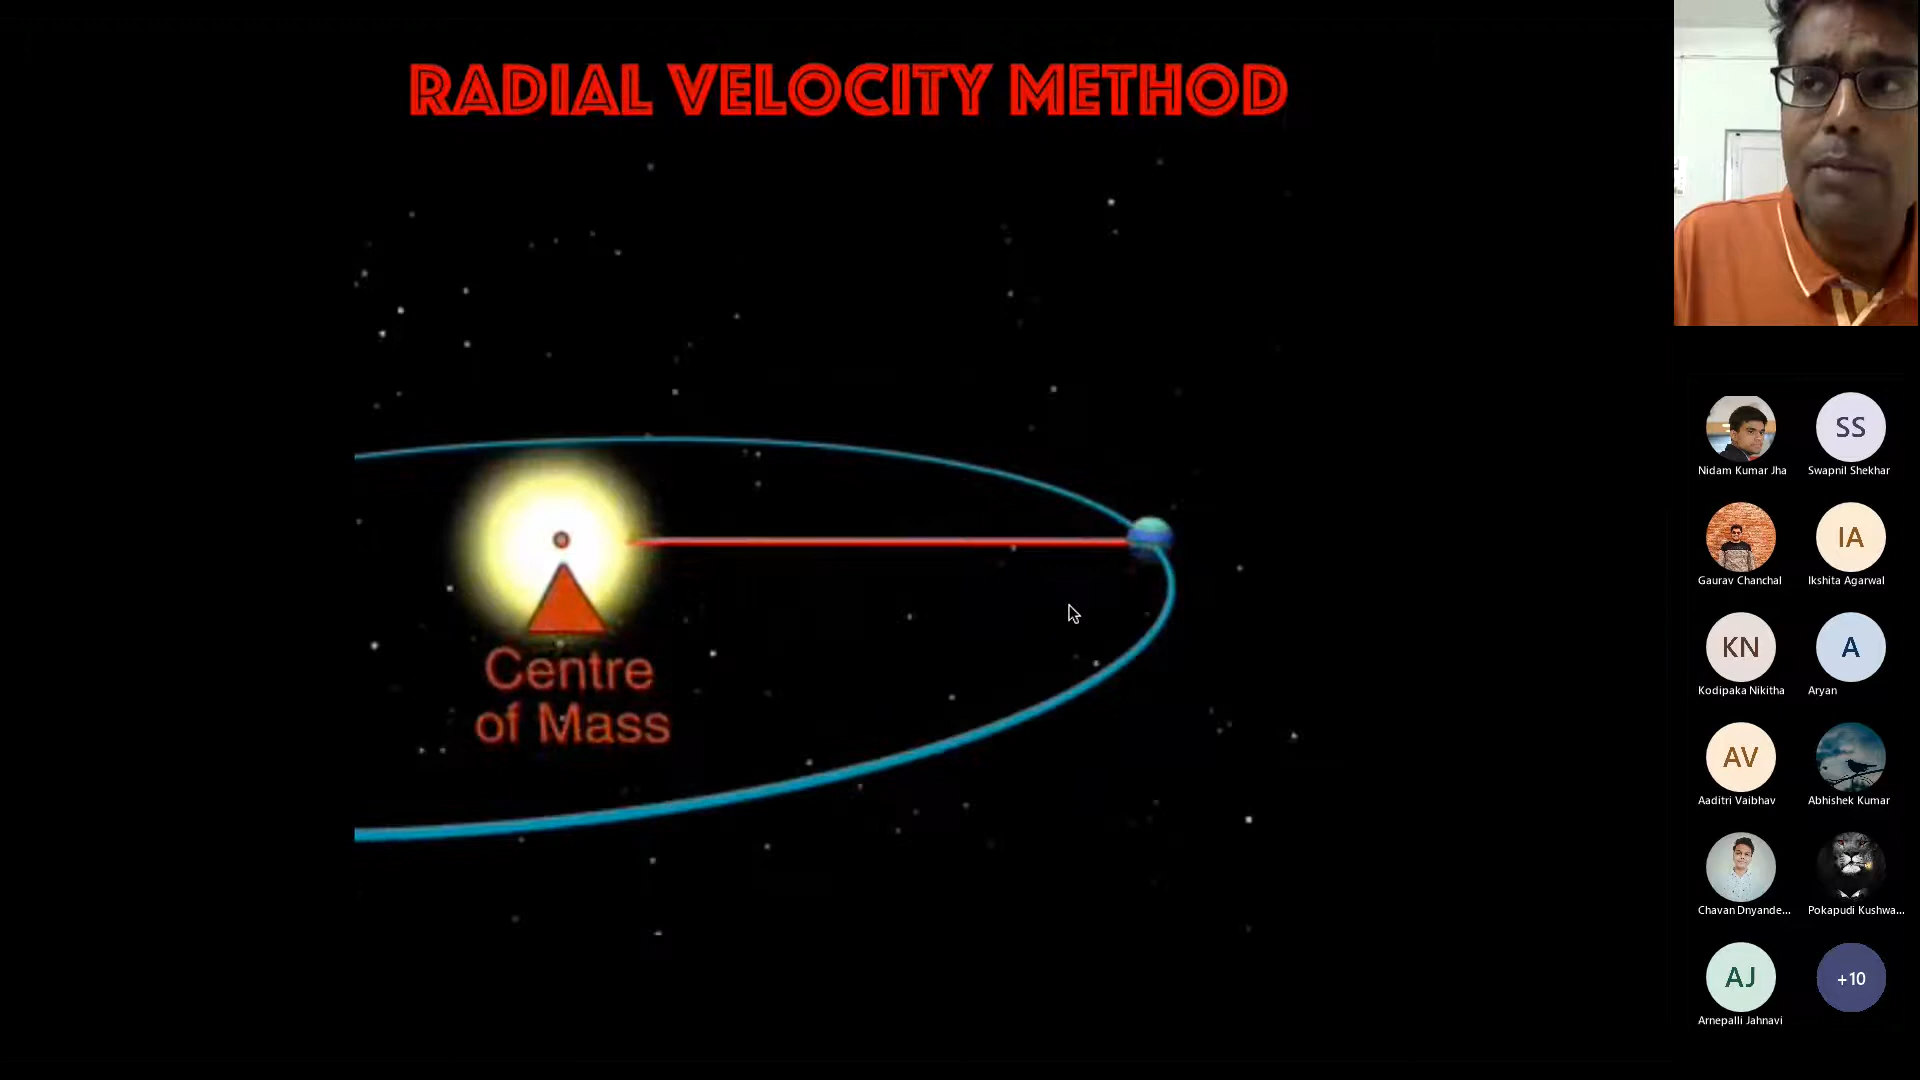 RADIAL VELOCITY METHOD
Centre
of Mass
SS
Nidam Kumar Jha
Swapnil Shekhar
IA
Gaurav Chanchal
Ikshita Agarwal
KN
A
Kodipaka Nikitha
Aryan
AV
Aaditri Vaibhav
Abhishek Kumar
Chavan Dnyande...
Pokapudi Kushwa...
AJ
+10
Arnepalli Jahnavi